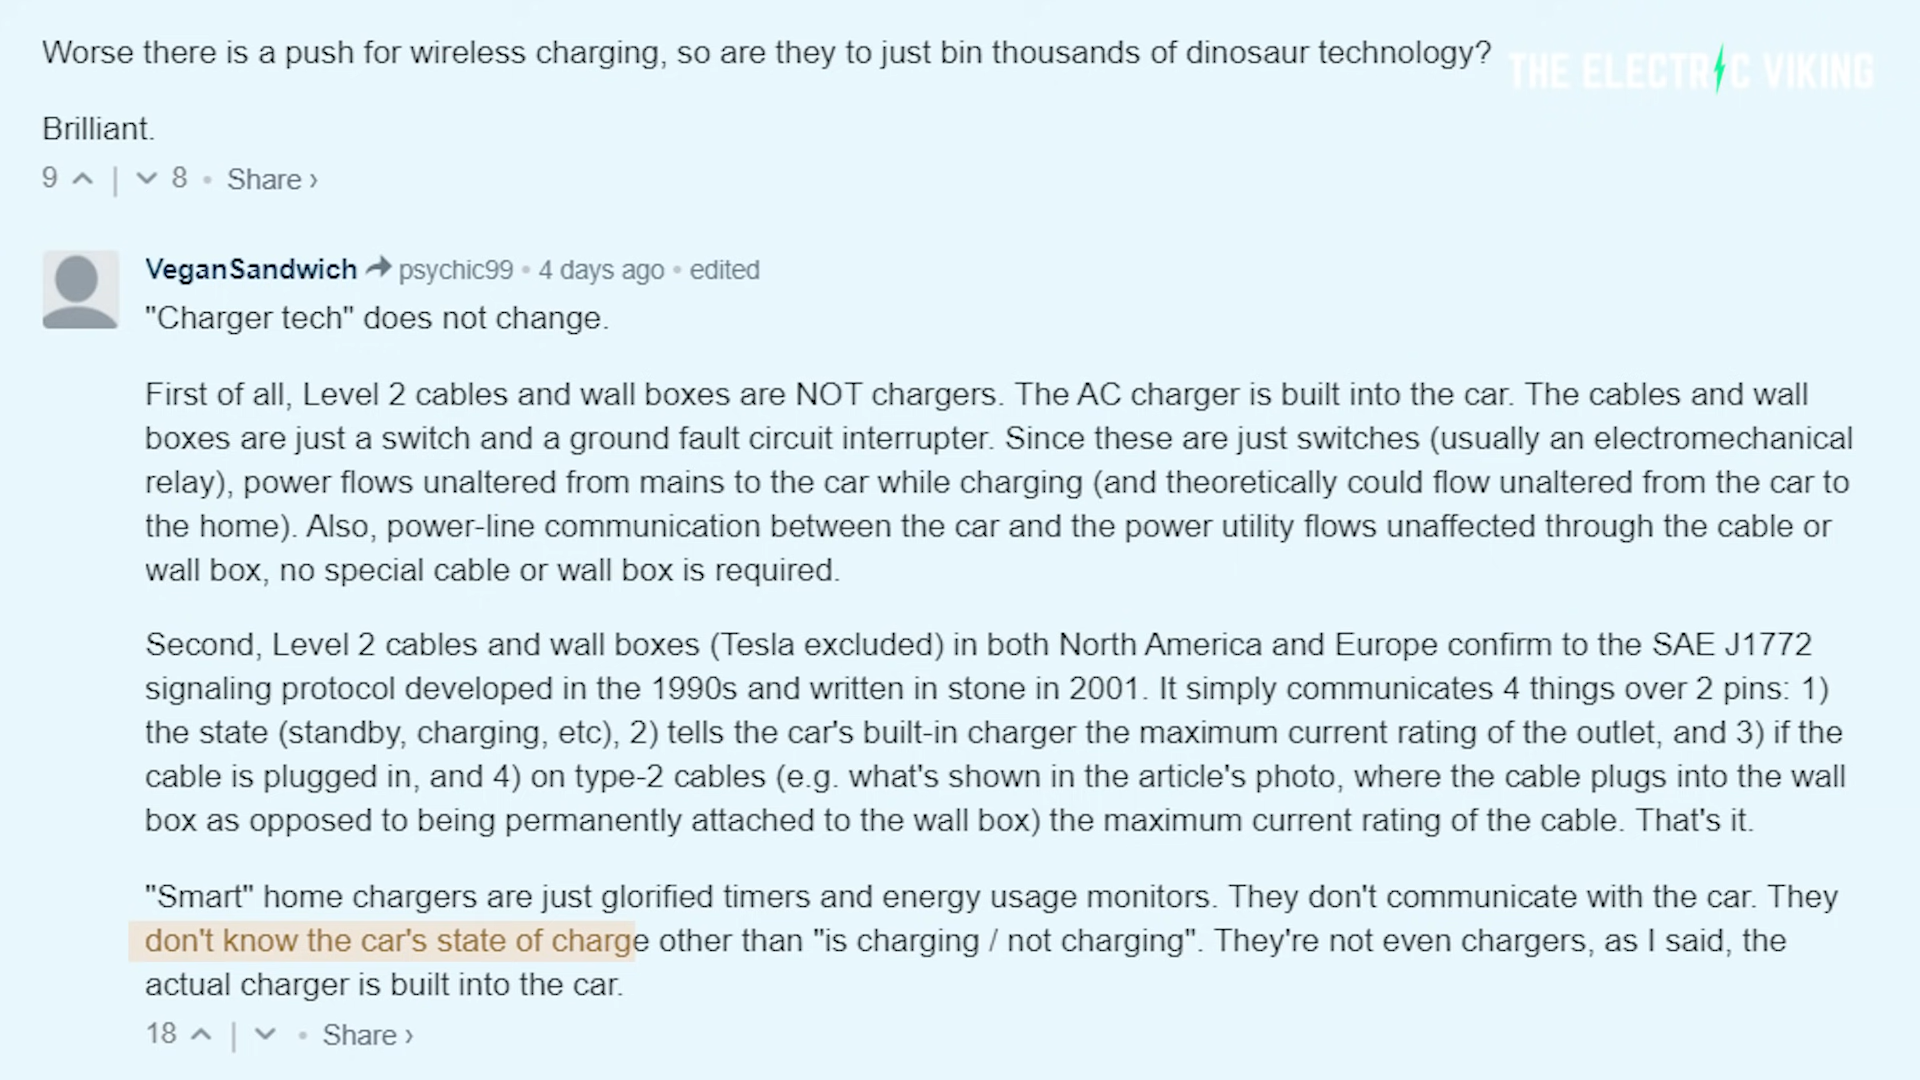 Worse there is a push for wireless charging, so are they to just bin thousands of dinosaur technology?
THE ELECTRIC VIKING
Brilliant.
9 | 8 • Share ›
VeganSandwich psychic99 • 4 days ago • edited
"Charger tech" does not change.
First of all, Level 2 cables and wall boxes are NOT chargers. The AC charger is built into the car. The cables and wall
boxes are just a switch and a ground fault circuit interrupter. Since these are just switches (usually an electromechanical
relay), power flows unaltered from mains to the car while charging (and theoretically could flow unaltered from the car to
the home). Also, power-line communication between the car and the power utility flows unaffected through the cable or
wall box, no special cable or wall box is required.
Second, Level 2 cables and wall boxes (Tesla excluded) in both North America and Europe confirm to the SAE J1772
signaling protocol developed in the 1990s and written in stone in 2001. It simply communicates 4 things over 2 pins: 1)
the state (standby, charging, etc), 2) tells the car's built-in charger the maximum current rating of the outlet, and 3) if the
cable is plugged in, and 4) on type-2 cables (e.g. what's shown in the article's photo, where the cable plugs into the wall
box as opposed to being permanently attached to the wall box) the maximum current rating of the cable. That's it.
"Smart" home chargers are just glorified timers and energy usage monitors. They don't communicate with the car. They
don't know the car's state of charge other than "is charging / not charging". They're not even chargers, as I said, the
actual charger is built into the car.
18 | • Share ›